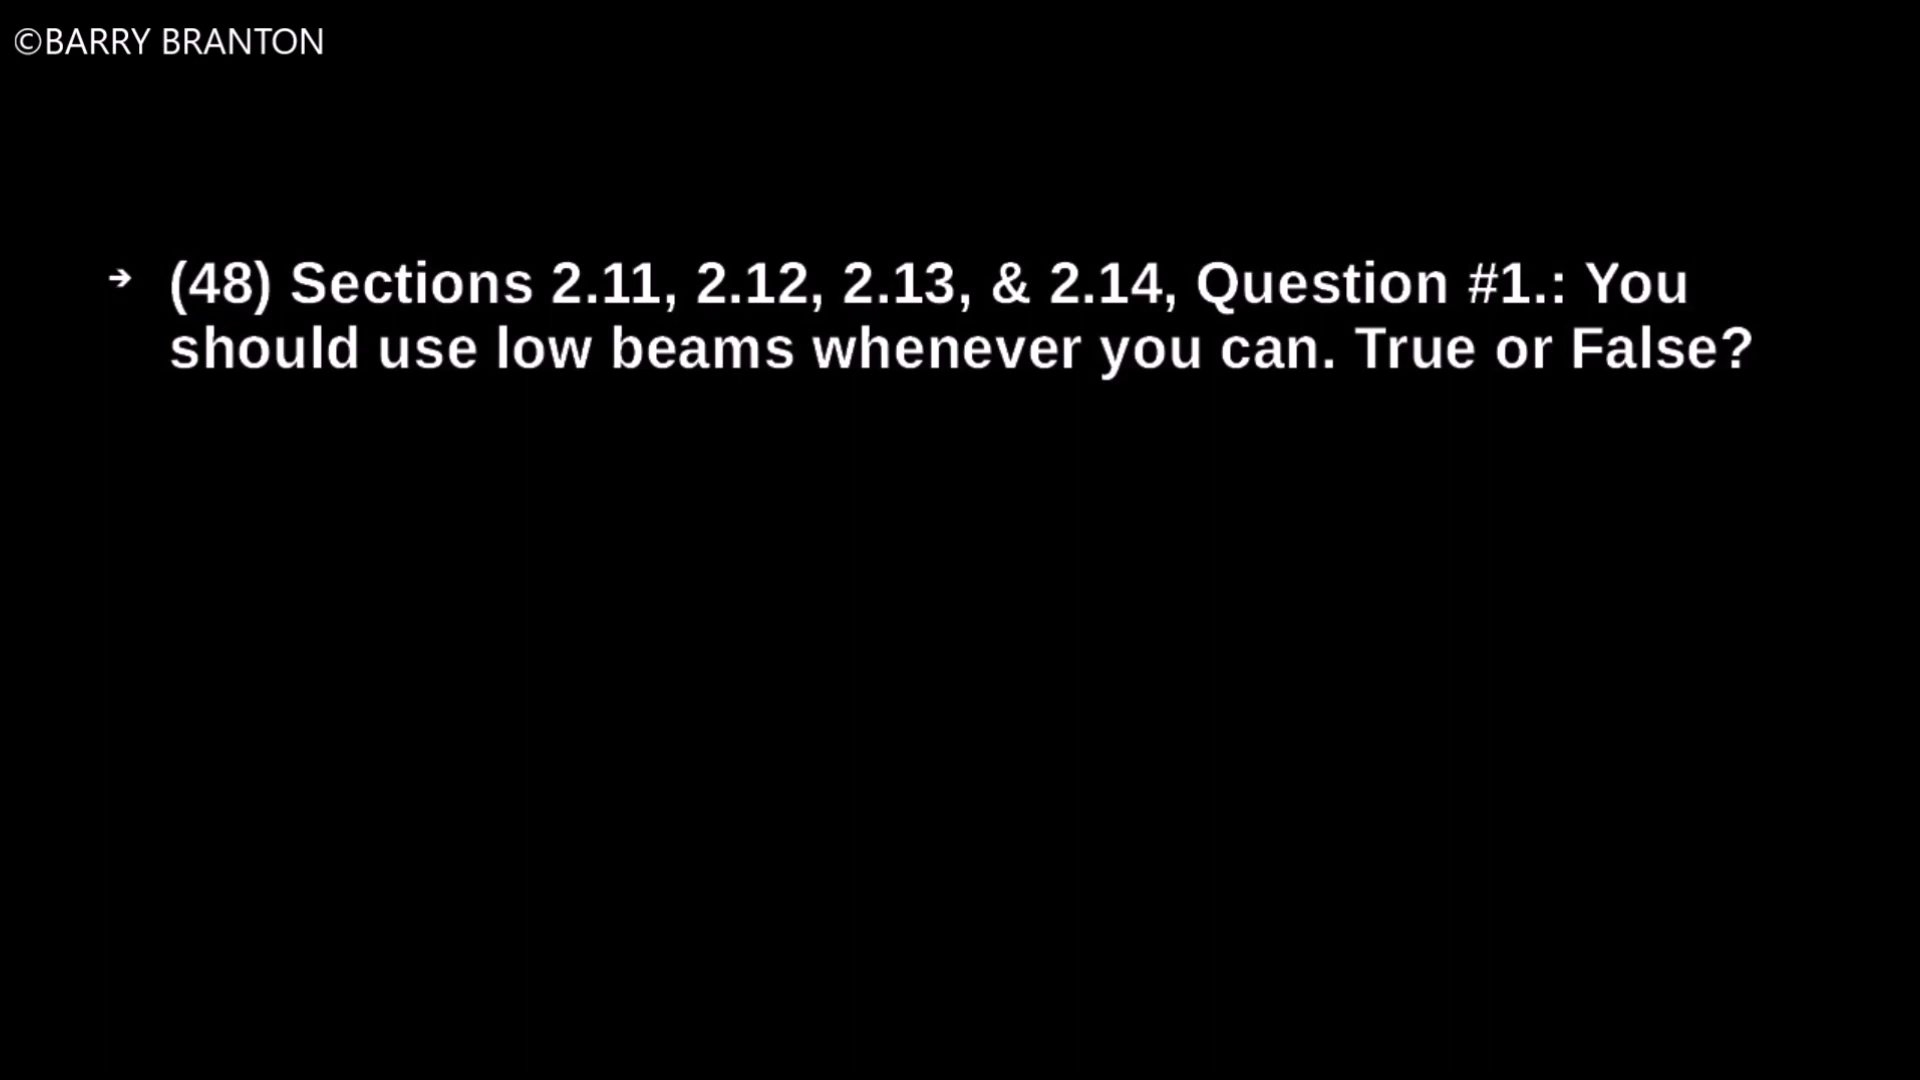 ©BARRY BRANTON
➔ (48) Sections 2.11, 2.12, 2.13, & 2.14, Question #1.: You
should use low beams whenever you can. True or False?